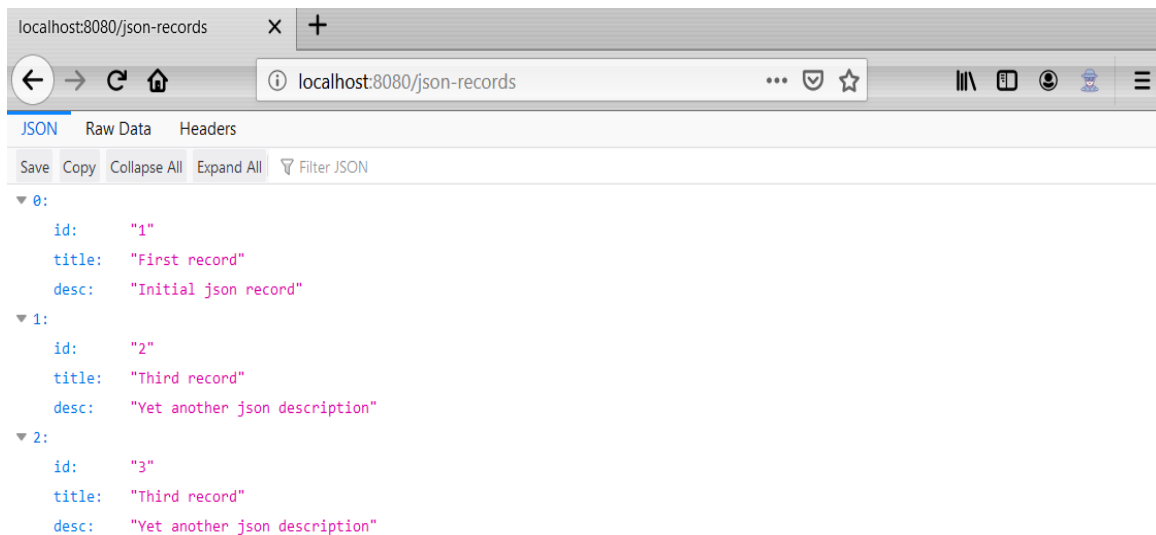 localhost:8080/json-records
localhost:8080/json-records
JSON Raw Data Headers
Save Copy Collapse All Expand All Filter JSON
0:
id: "1"
title: "First record"
desc: "Initial json record"
1:
id: "2"
title: "Third record"
desc: "Yet another json description"
2:
id: "3"
title: "Third record"
desc: "Yet another json description"